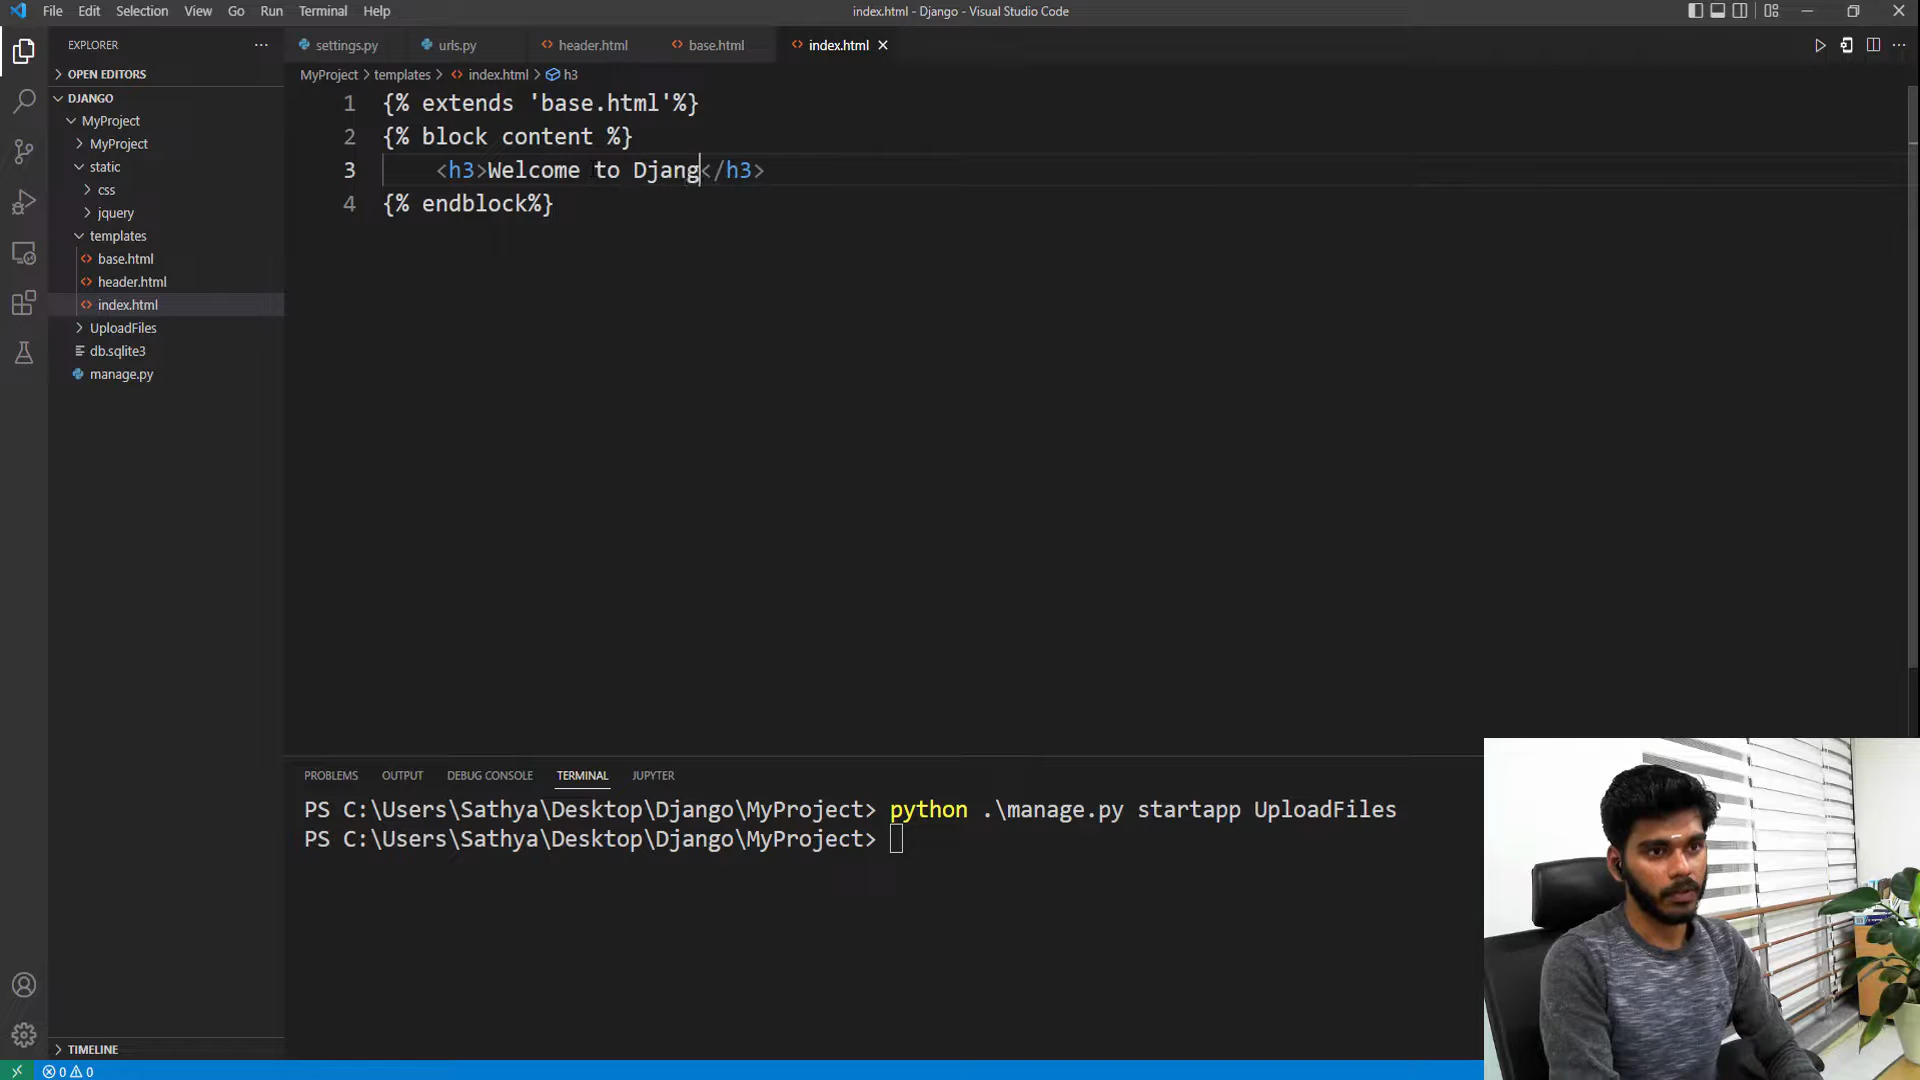 File Edit Selection View Go Run Terminal Help
index.html - Django - Visual Studio Code
EXPLORER
settings.py
urls.py
header.html
base.html
index.html
OPEN EDITORS
MyProject > templates > index.html > h3
DJANGO
MyProject
MyProject
static
css
jquery
templates
base.html
header.html
index.html
UploadFiles
db.sqlite3
manage.py
1 {% extends 'base.html'%}
2 {% block content %}
3 <h3>Welcome to Djang</h3>
4 {% endblock%}
PROBLEMS OUTPUT DEBUG CONSOLE TERMINAL JUPYTER
PS C:\Users\Sathya\Desktop\Django\MyProject> python .\manage.py startapp UploadFiles
PS C:\Users\Sathya\Desktop\Django\MyProject>
TIMELINE
0 0